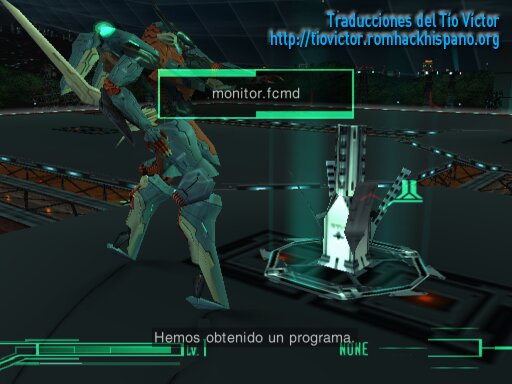 Traducciones del Tío Víctor
http://tiovictor.romhackhispano.org
monitor.fcmd
Hemos obtenido un programa.
Lv. 1
NONE